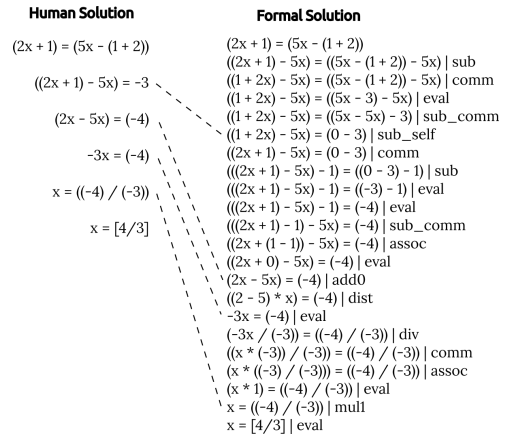 Human Solution
(2x + 1) = (5x - (1 + 2))
((2x + 1) - 5x) = -3
(2x - 5x) = (-4)
-3x = (-4)
x = ((-4) / (-3))
x = [4/3]
Formal Solution
(2x + 1) = (5x - (1 + 2))
((2x + 1) - 5x) = ((5x - (1 + 2)) - 5x) | sub
((1 + 2x) - 5x) = ((5x - (1 + 2)) - 5x) | comm
((1 + 2x) - 5x) = ((5x - 3) - 5x) | eval
((1 + 2x) - 5x) = ((5x - 5x) - 3) | sub_comm
((1 + 2x) - 5x) = (0 - 3) | sub_self
((2x + 1) - 5x) = (0 - 3) | comm
(((2x + 1) - 5x) - 1) = ((0 - 3) - 1) | sub
(((2x + 1) - 5x) - 1) = ((-3) - 1) | eval
(((2x + 1) - 5x) - 1) = (-4) | eval
(((2x + 1) - 1) - 5x) = (-4) | sub_comm
((2x + (1 - 1)) - 5x) = (-4) | assoc
((2x + 0) - 5x) = (-4) | eval
(2x - 5x) = (-4) | add0
((2 - 5) * x) = (-4) | dist
-3x = (-4) | eval
(-3x / (-3)) = ((-4) / (-3)) | div
((x * (-3)) / (-3)) = ((-4) / (-3)) | comm
(x * ((-3) / (-3))) = ((-4) / (-3)) | assoc
(x * 1) = ((-4) / (-3)) | eval
x = ((-4) / (-3)) | mul1
x = [4/3] | eval